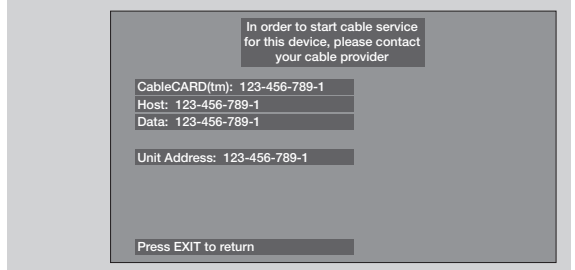 In order to start cable service
for this device, please contact
your cable provider
CableCARD(tm): 123-456-789-1
Host: 123-456-789-1
Data: 123-456-789-1
Unit Address: 123-456-789-1
Press EXIT to return